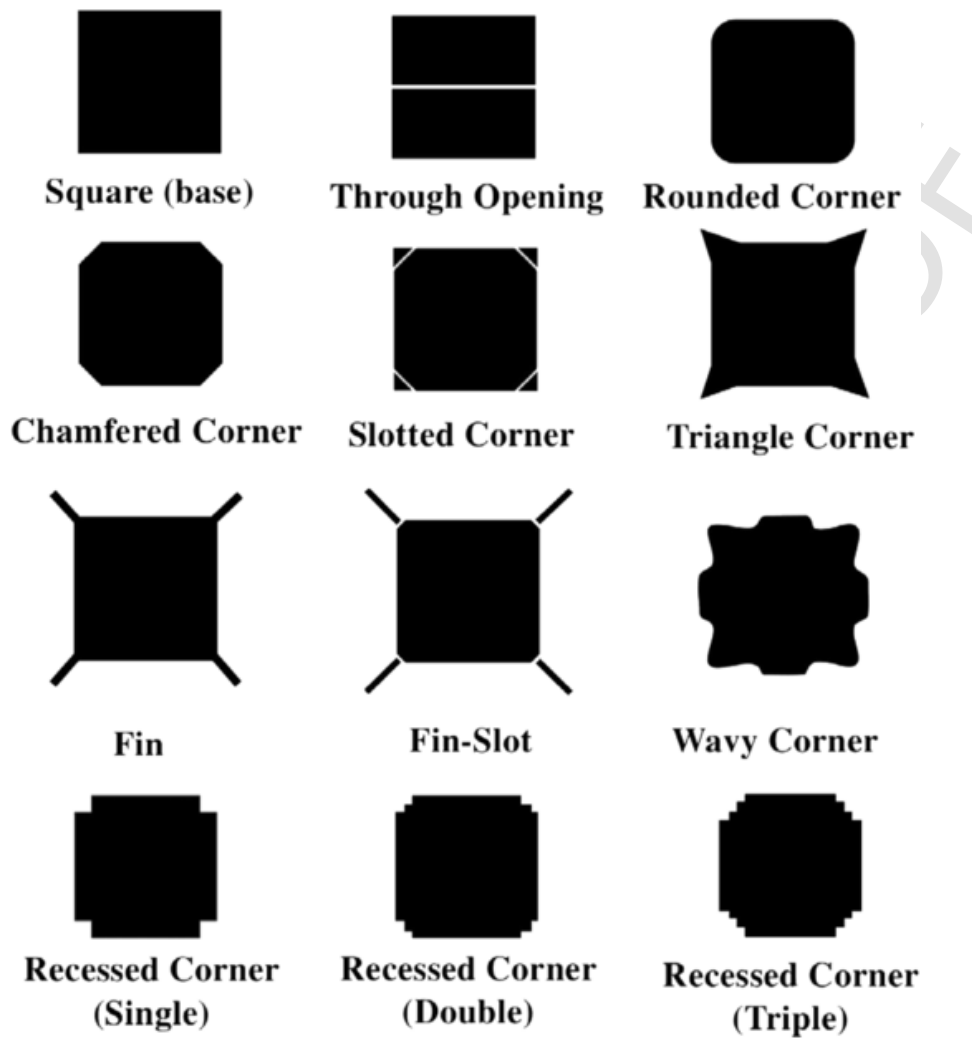 Square (base)
Through Opening
Rounded Corner
Chamfered Corner
Slotted Corner
Triangle Corner
Fin
Fin-Slot
Wavy Corner
Recessed Corner
(Single)
Recessed Corner
(Double)
Recessed Corner
(Triple)